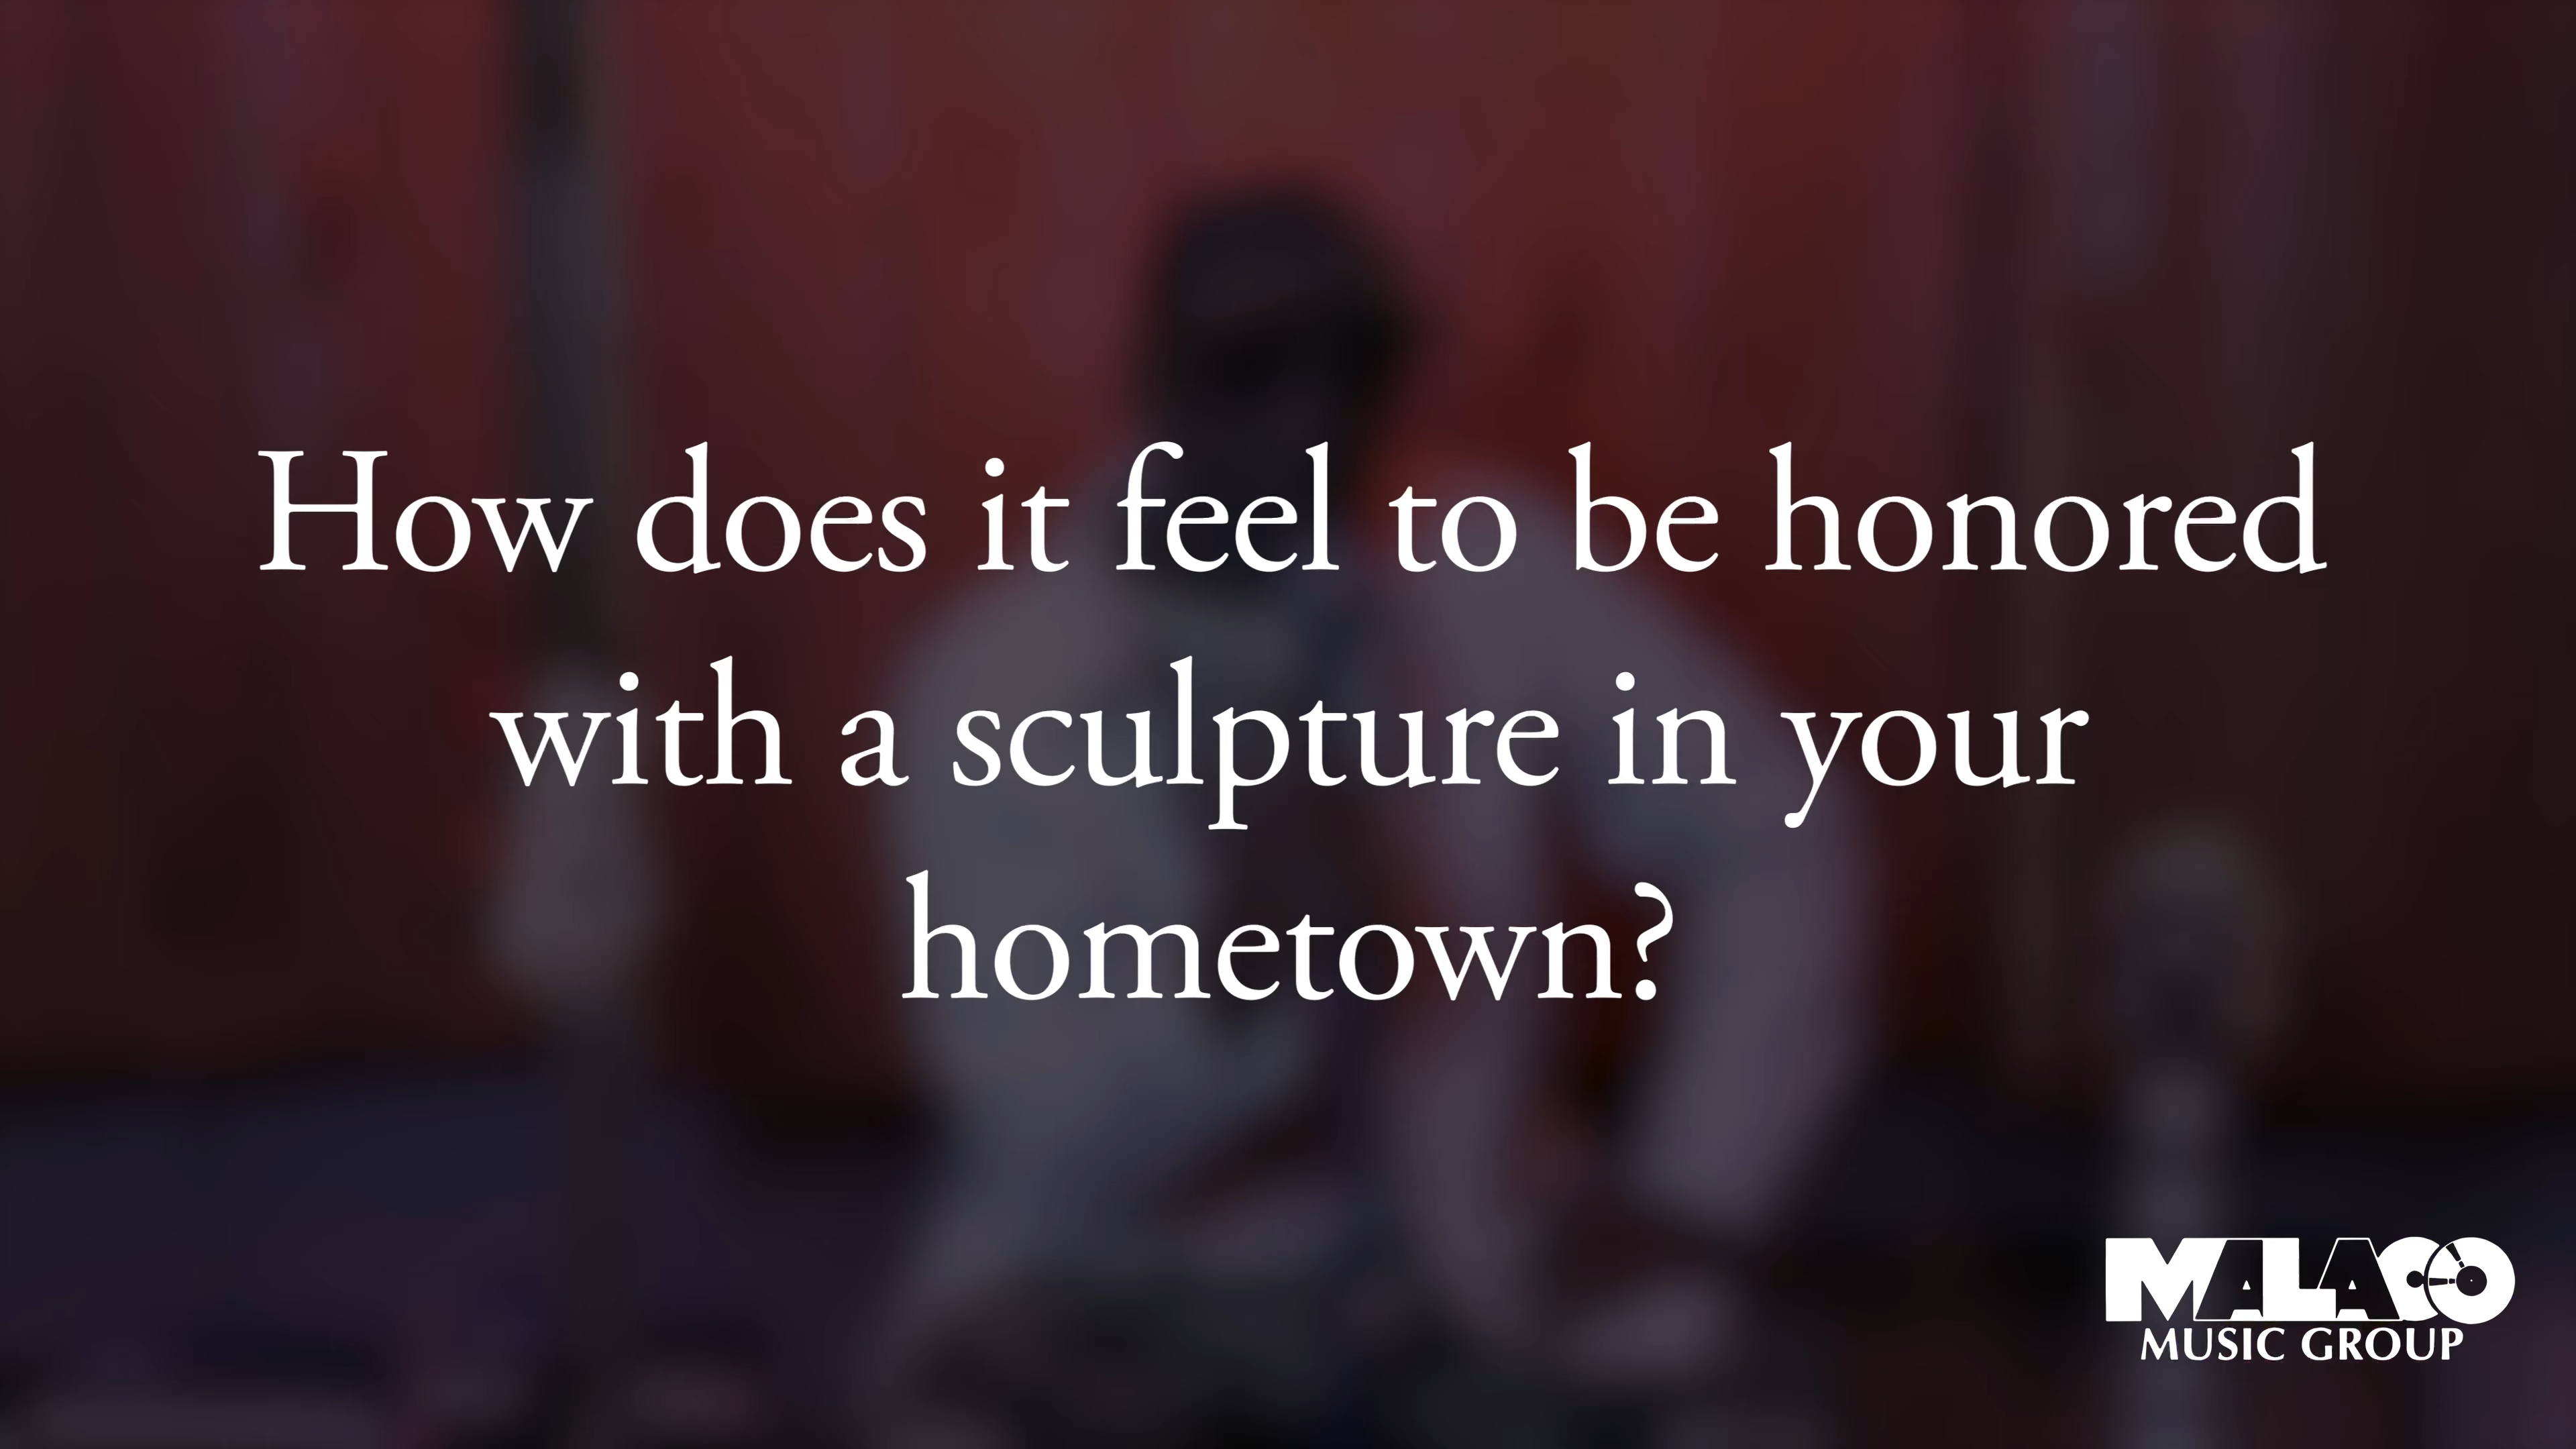 How does it feel to be honored
with a sculpture in your
hometown?
MALACO
MUSIC GROUP